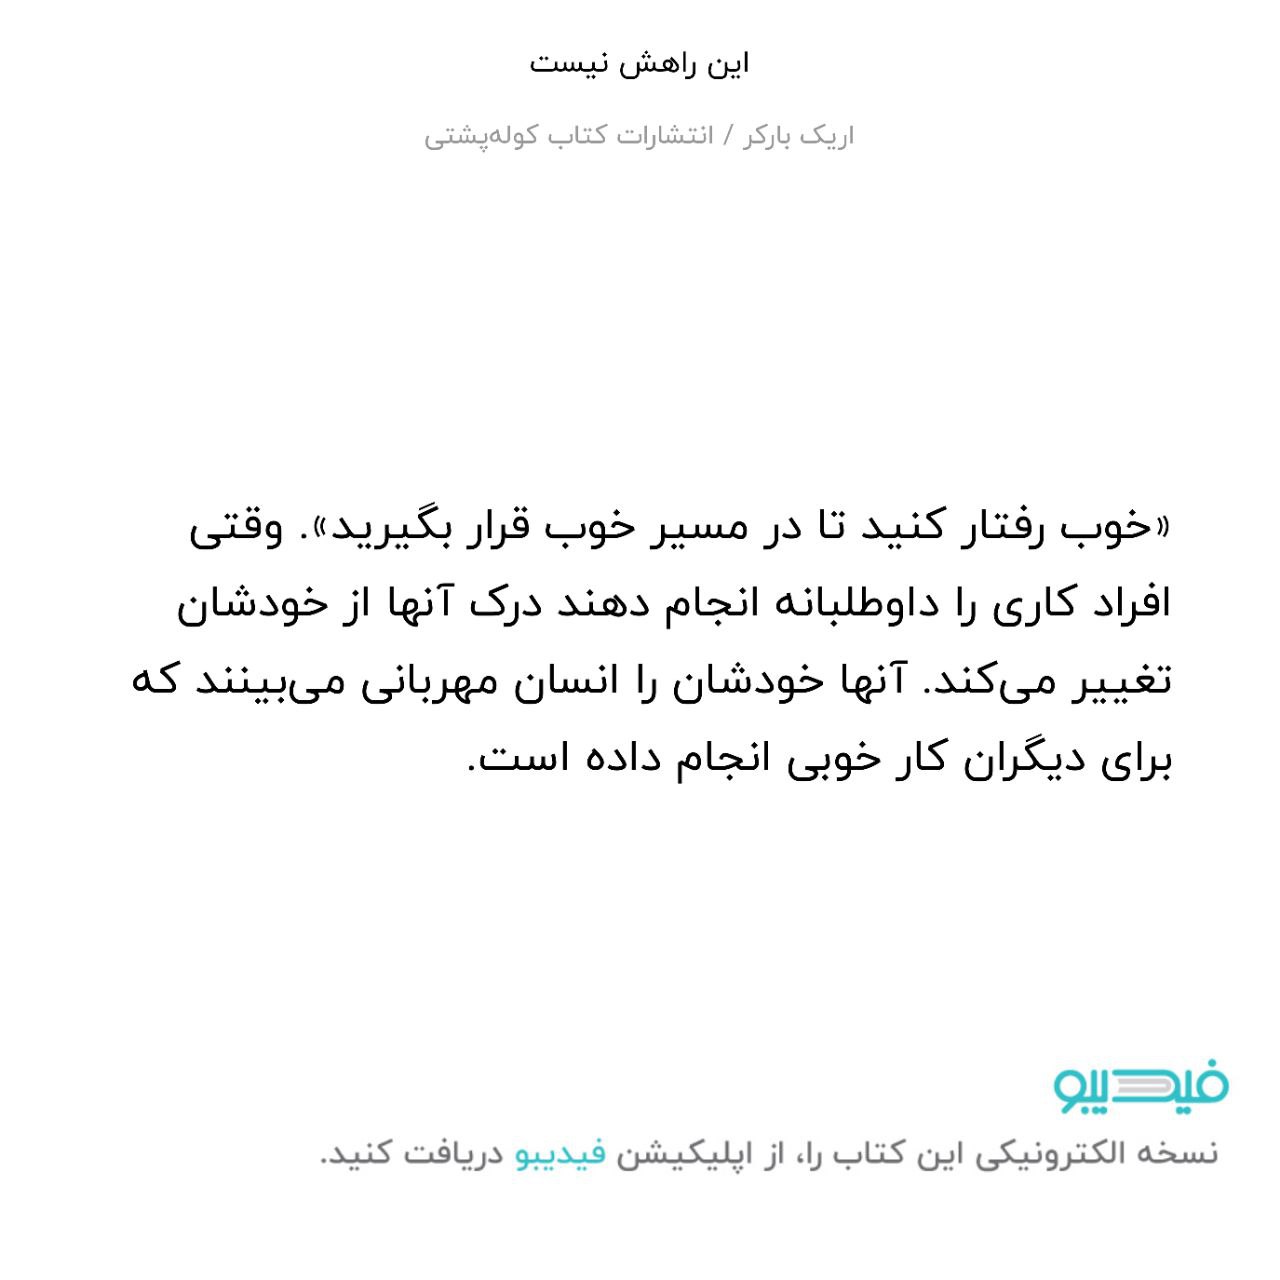 این راهش نیست
اریک بارکر / انتشارات کتاب کوله‌پشتی
«خوب رفتار کنید تا در مسیر خوب قرار بگیرید». وقتی
افراد کاری را داوطلبانه انجام دهند درک آنها از خودشان
تغییر می‌کند. آنها خودشان را انسان مهربانی می‌بینند که
برای دیگران کار خوبی انجام داده است.
فیدیبو
نسخه الکترونیکی این کتاب را، از اپلیکیشن فیدیبو دریافت کنید.